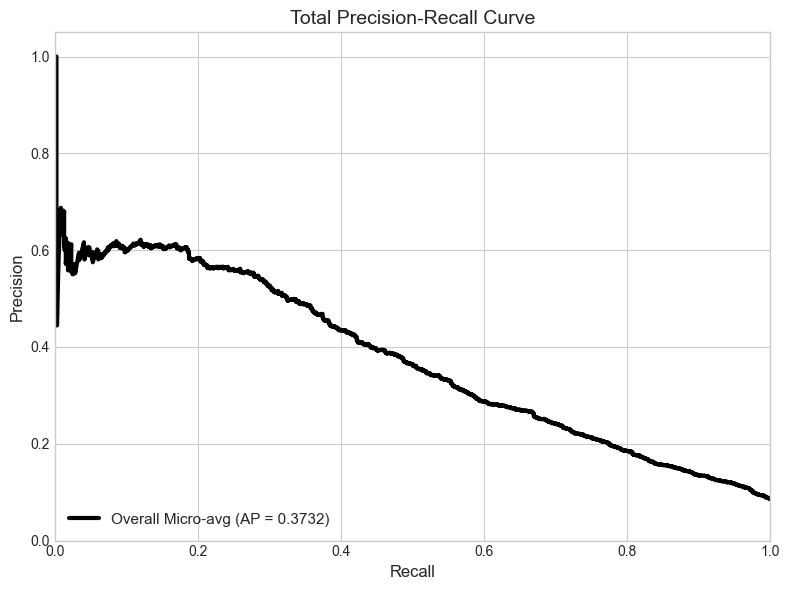 Total Precision-Recall Curve
Precision
1.0
0.8
0.6
0.4
0.2
0.0
Overall Micro-avg (AP = 0.3732)
0.0 0.2 0.4 0.6 0.8 1.0
Recall